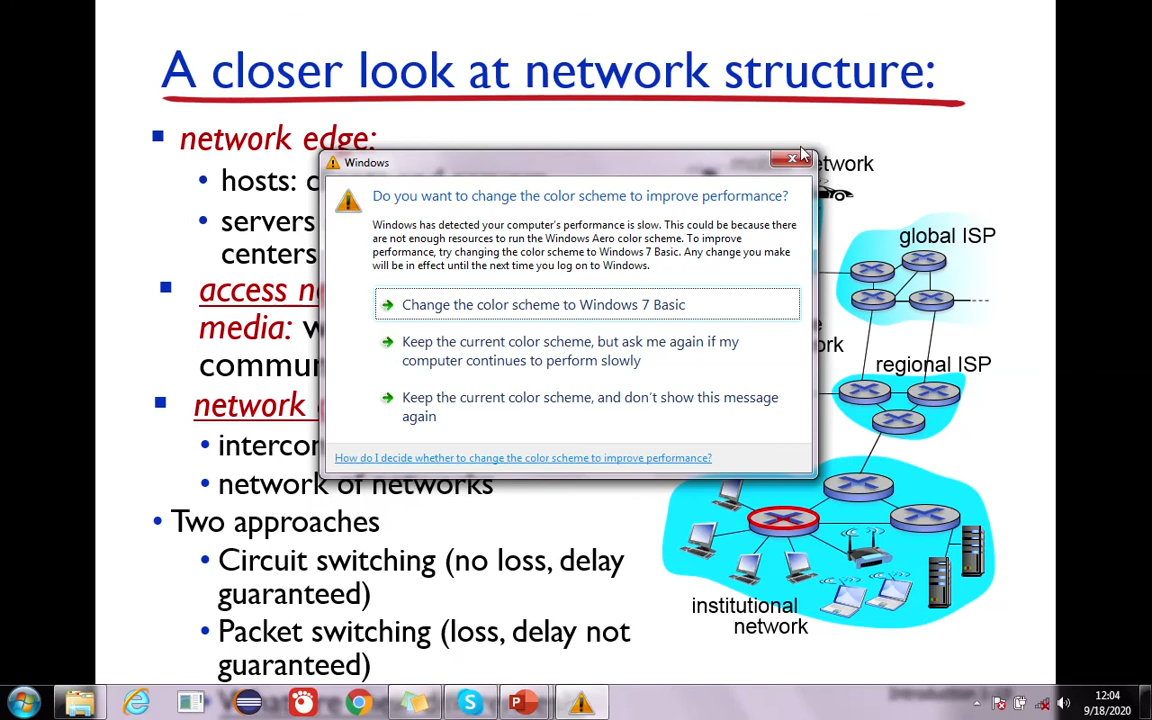 A closer look at network structure:
network edge:
hosts:
servers
centers
access
media:
commun
network
intercon
network of networks
Two approaches
Circuit switching (no loss, delay
guaranteed)
Packet switching (loss, delay not
guaranteed)
Windows
Do you want to change the color scheme to improve performance?
Windows has detected your computer's performance is slow. This could be because there
are not enough resources to run the Windows Aero color scheme. To improve
performance, try changing the color scheme to Windows 7 Basic. Any change you make
will be in effect until the next time you log on to Windows.
Change the color scheme to Windows 7 Basic
Keep the current color scheme, but ask me again if my
computer continues to perform slowly
Keep the current color scheme, and don't show this message
again
How do I decide whether to change the color scheme to improve performance?
network
global ISP
regional ISP
institutional
network
12:04
9/18/2020